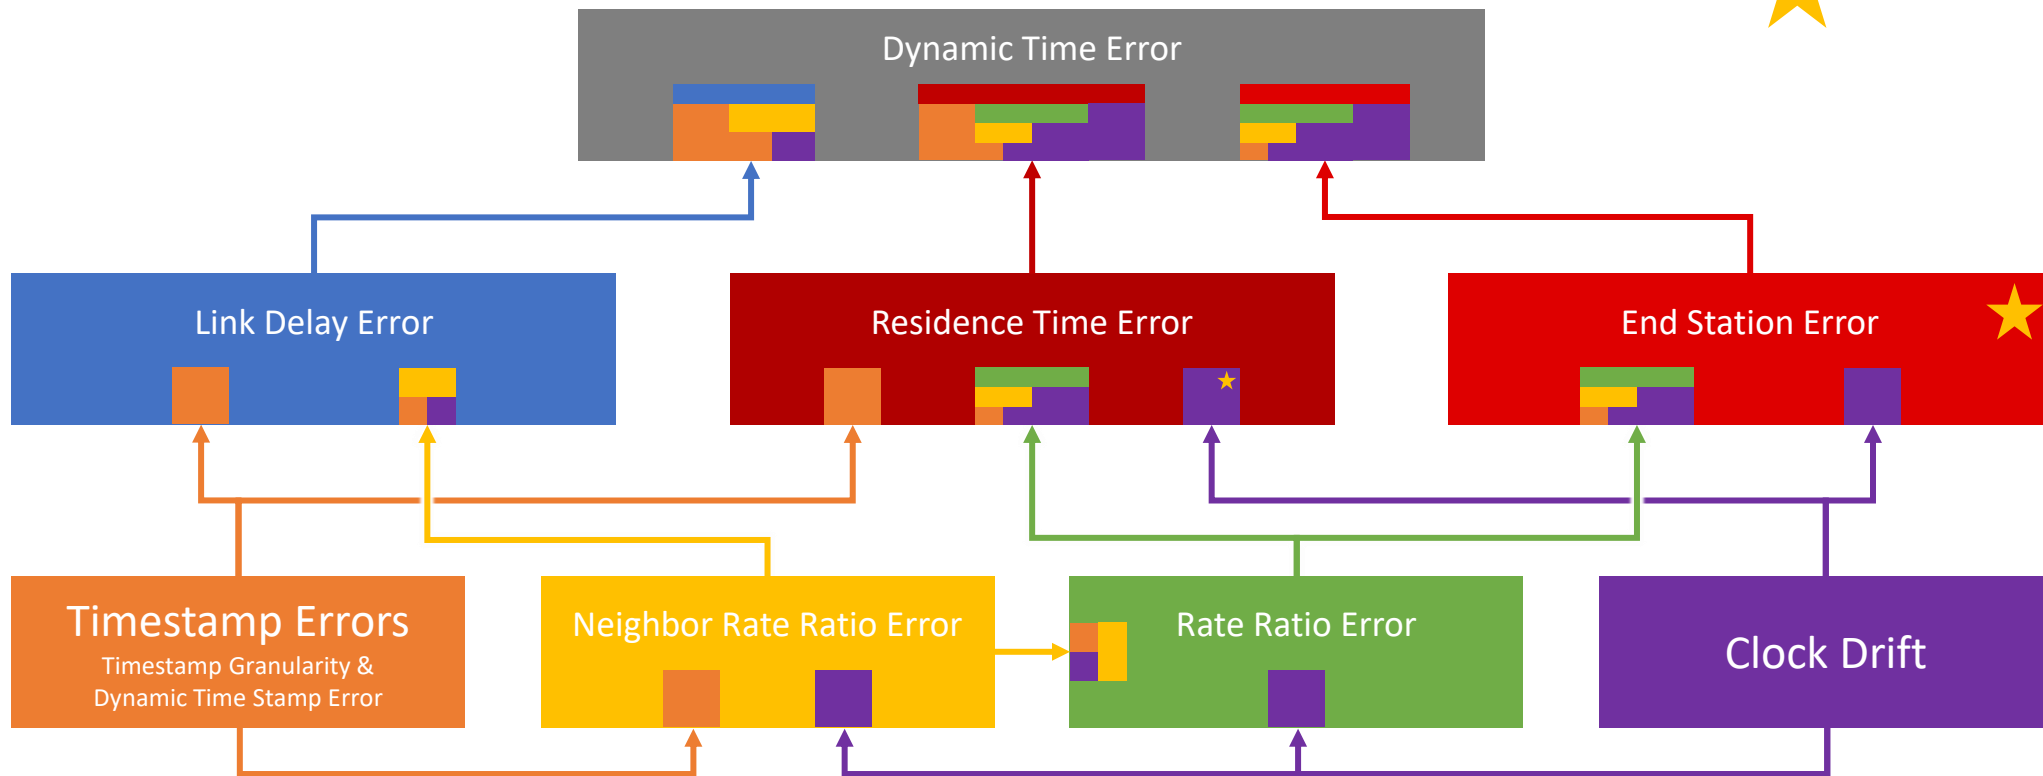 Dynamic Time Error
Link Delay Error
Residence Time Error
End Station Error
Timestamp Errors
Timestamp Granularity &
Dynamic Time Stamp Error
Neighbor Rate Ratio Error
Rate Ratio Error
Clock Drift